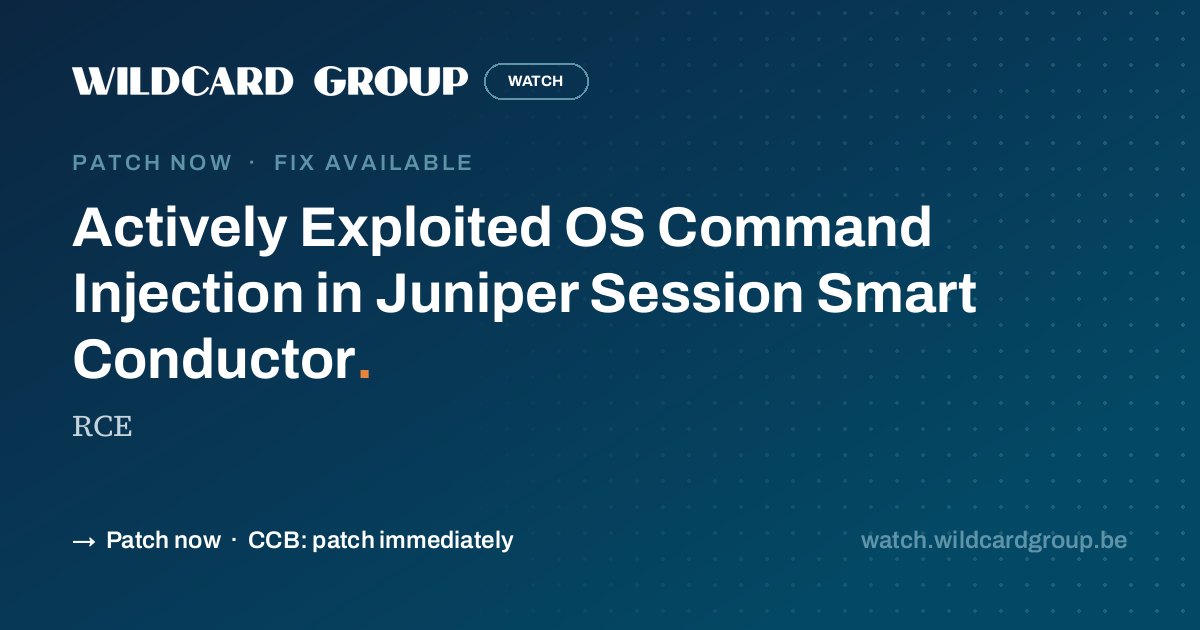 WILDCARD GROUP WATCH
PATCH NOW · FIX AVAILABLE
Actively Exploited OS Command
Injection in Juniper Session Smart
Conductor.
RCE
→ Patch now · CCB: patch immediately
watch.wildcardgroup.be